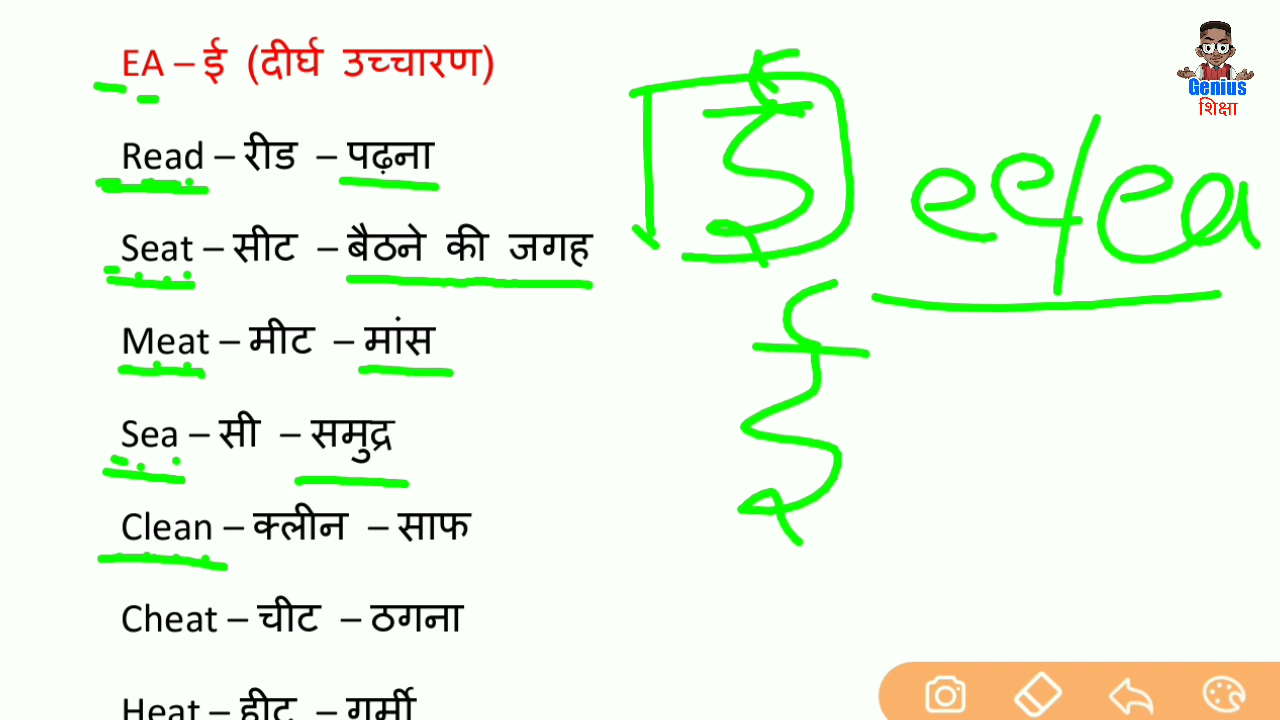 EA – ई (दीर्घ उच्चारण)
Read – रीड – पढ़ना
Seat – सीट – बैठने की जगह
Meat – मीट – मांस
Sea – सी – समुद्र
Clean – क्लीन – साफ
Cheat – चीट – ठगना
Heat – हीट – गर्मी
ई
ee/ea
ई
Genius
शिक्षा